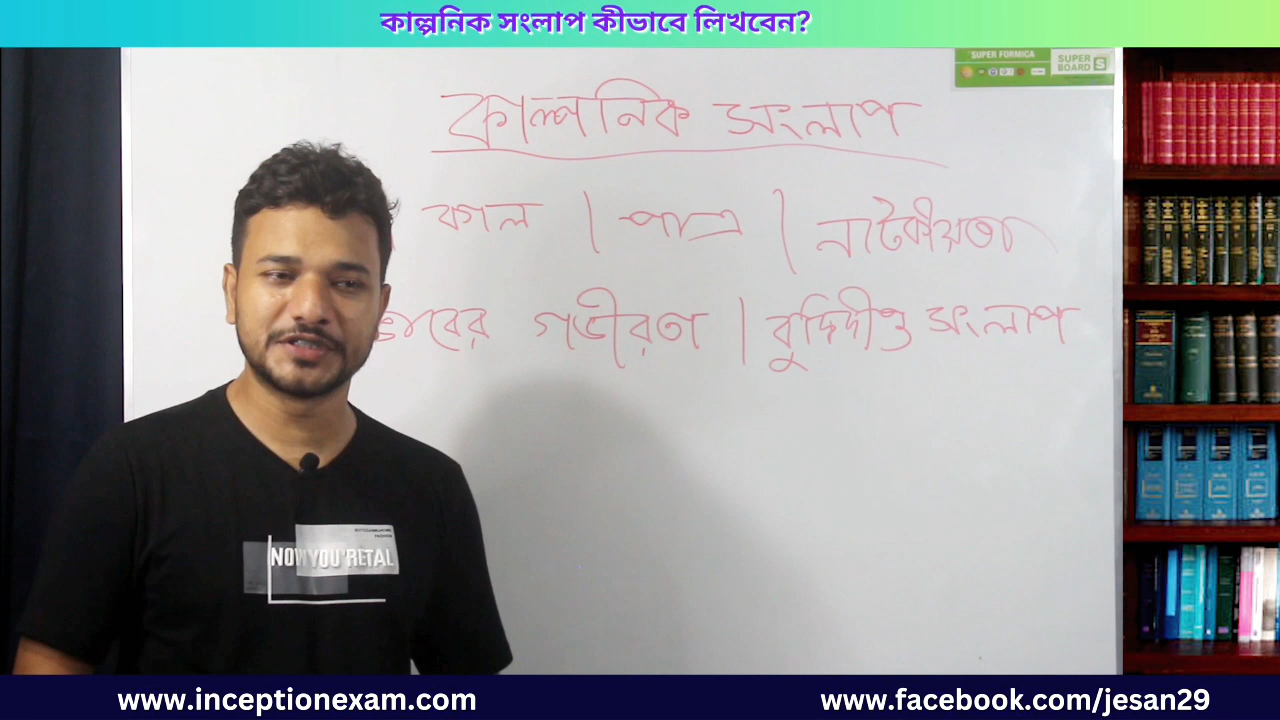 কাল্পনিক সংলাপ কীভাবে লিখবেন?
SUPER FORMICA
SUPER BOARD S
কাল্পনিক সংলাপ
কাল | পাত্র | নাটকীয়তা
ভাবের গভীরতা | বুদ্দিদীপ্ত সংলাপ
NOW YOU'RETAL
www.inceptionexam.com
www.facebook.com/jesan29